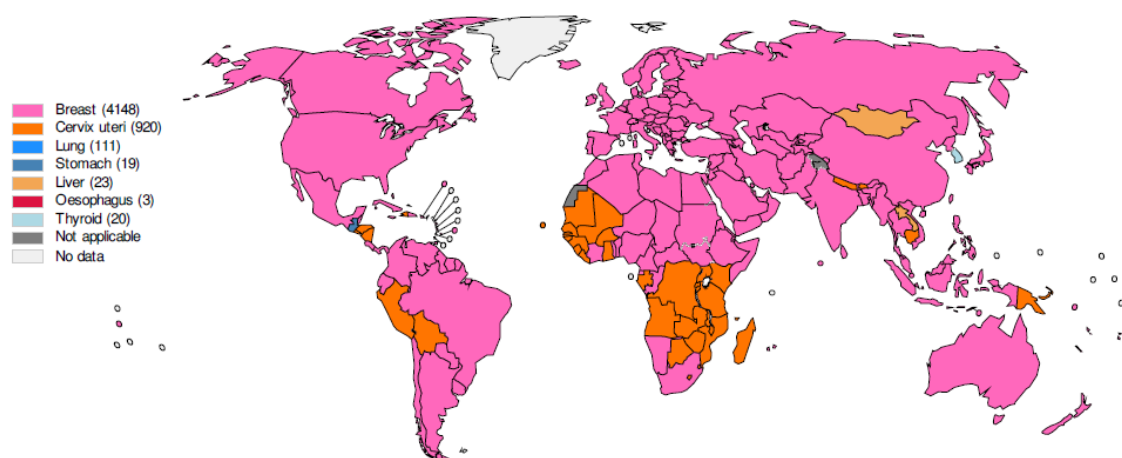 Breast (4148)
Cervix uteri (920)
Lung (111)
Stomach (19)
Liver (23)
Oesophagus (3)
Thyroid (20)
Not applicable
No data